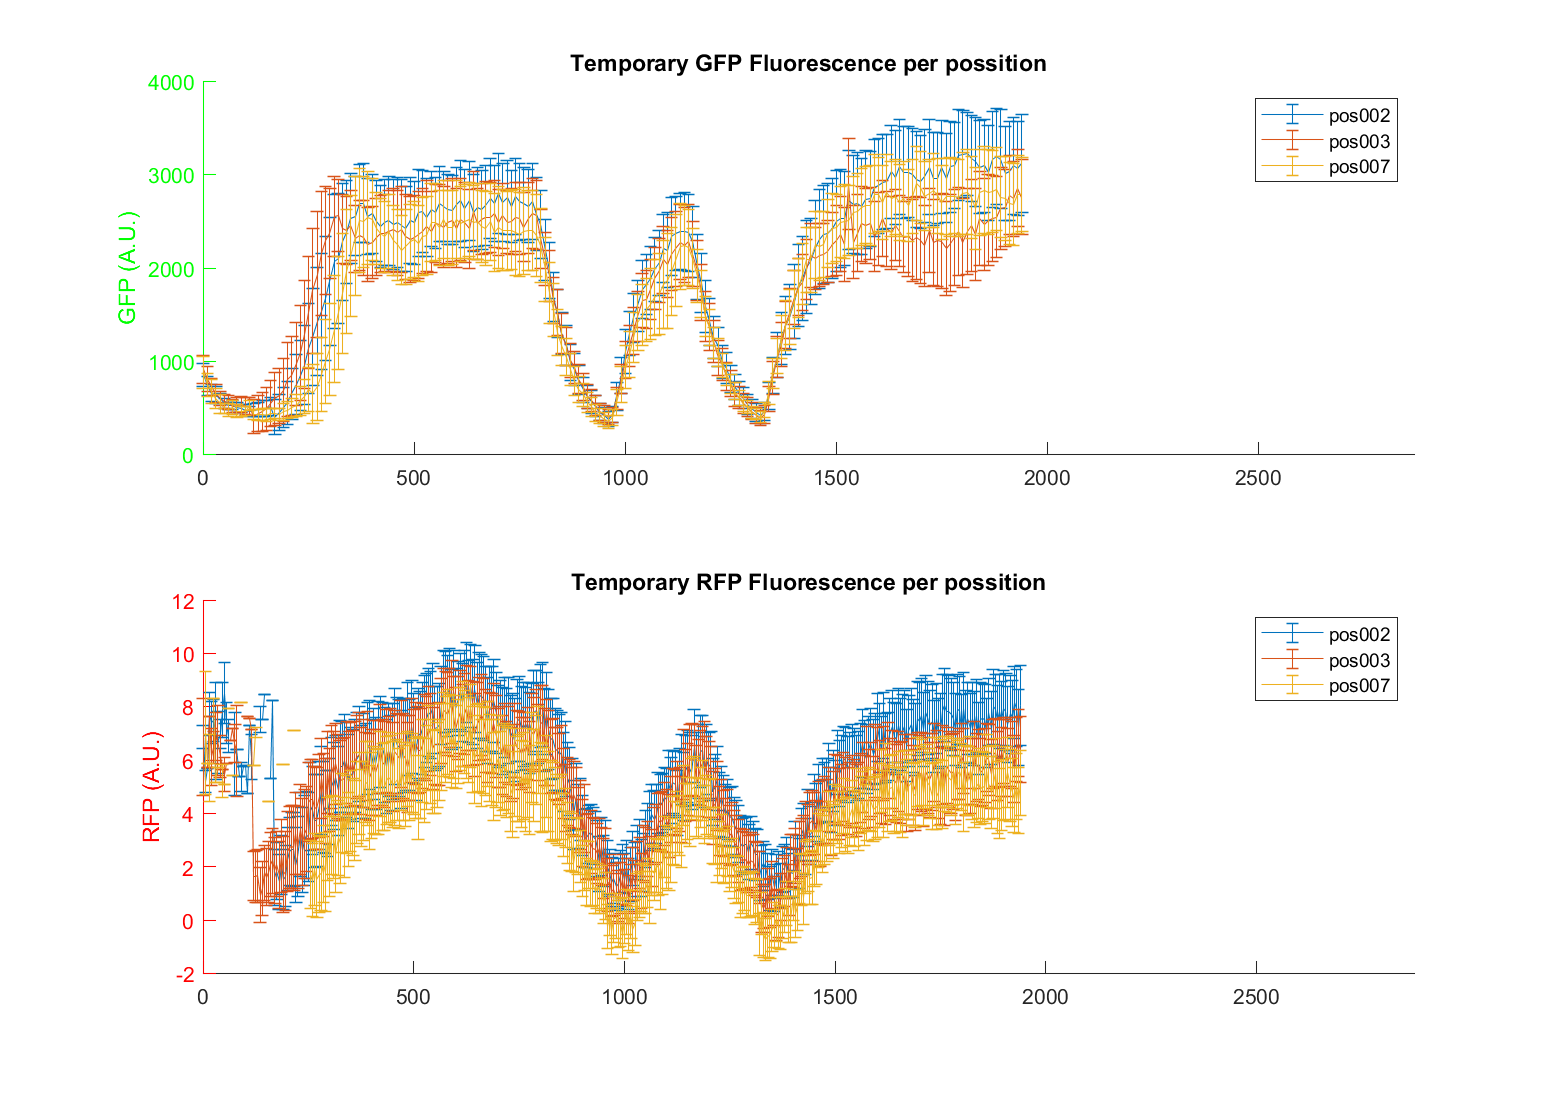 Temporary GFP Fluorescence per possition
GFP (A.U.)
4000
3000
2000
1000
0
0 500 1000 1500 2000 2500
pos002
pos003
pos007
Temporary RFP Fluorescence per possition
RFP (A.U.)
12
10
8
6
4
2
0
-2
0 500 1000 1500 2000 2500
pos002
pos003
pos007